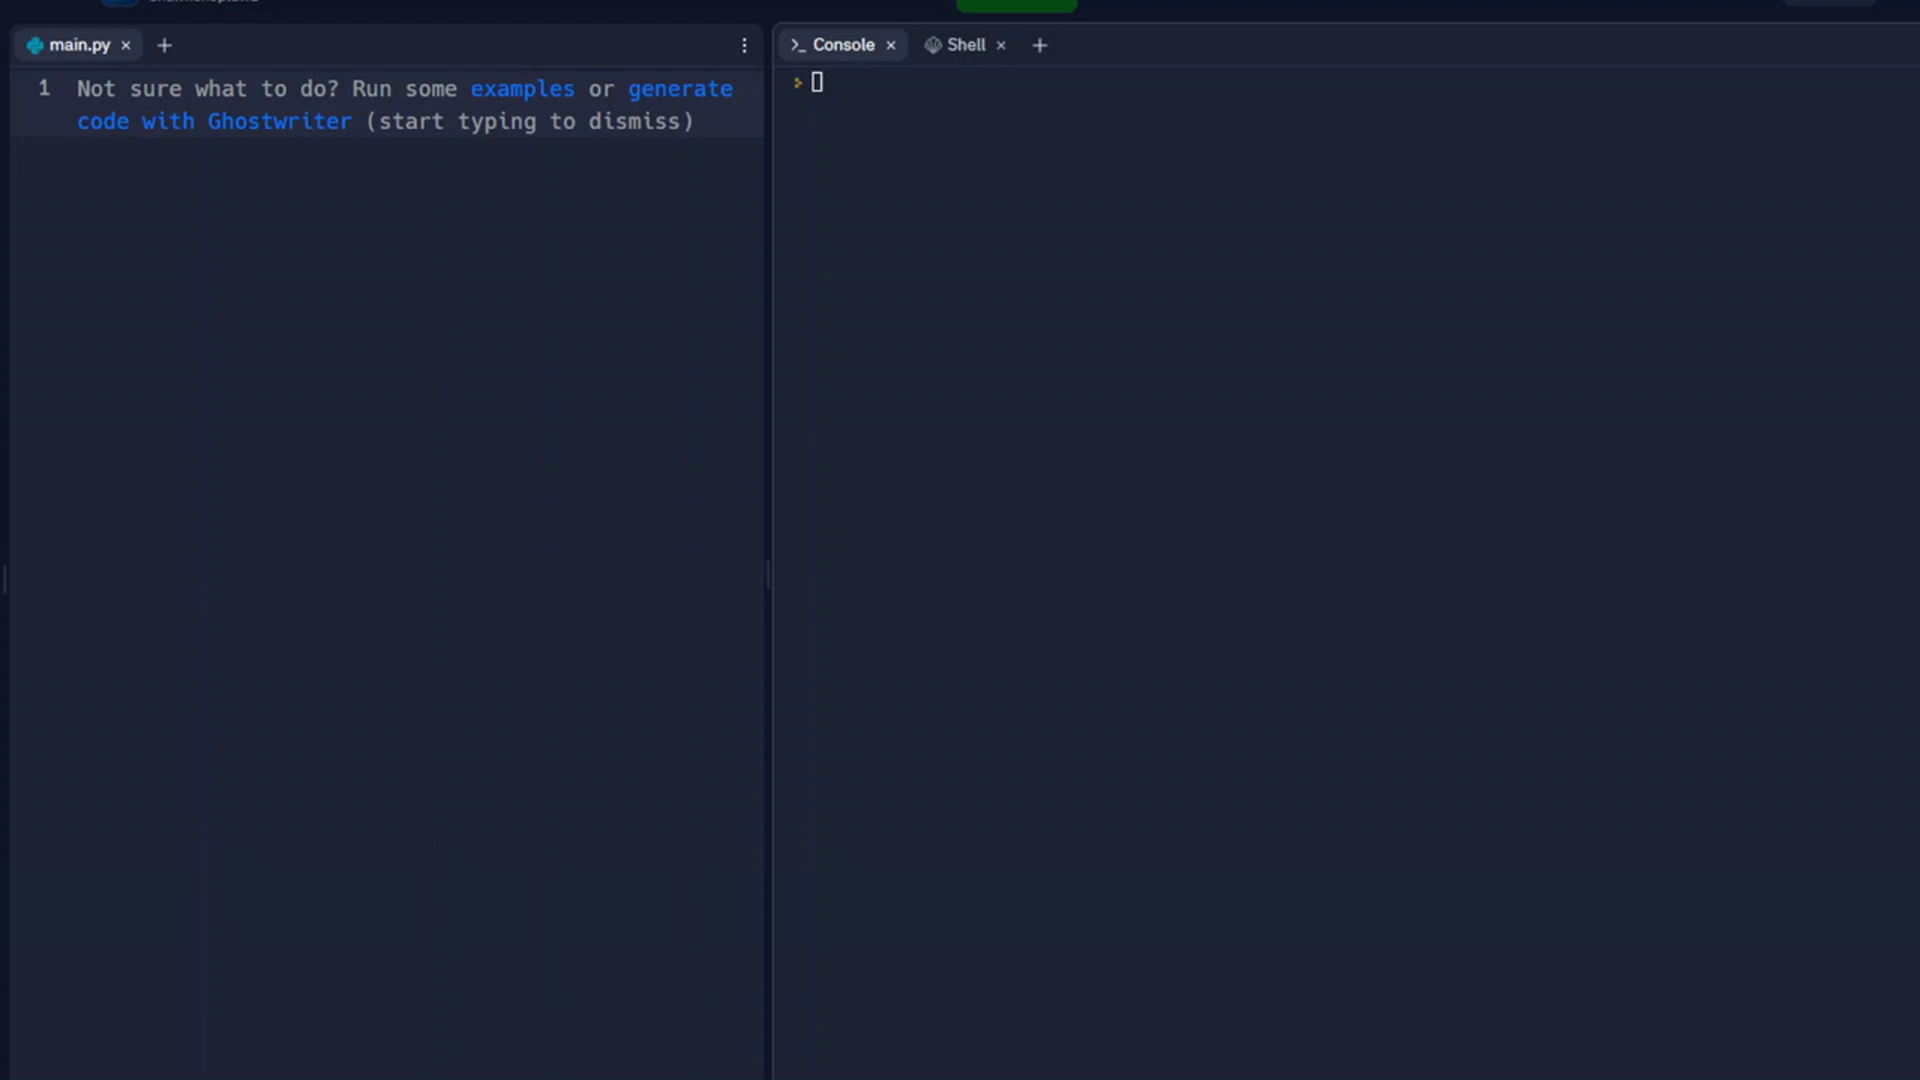 main.py
Console
Shell
1
Not sure what to do? Run some examples or generate
code with Ghostwriter (start typing to dismiss)